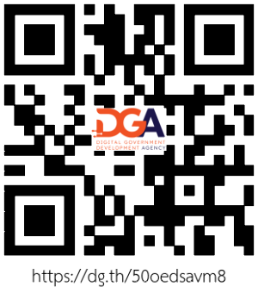 DGA
DIGITAL GOVERNMENT
DEVELOPMENT AGENCY
https://dg.th/50oedsavm8